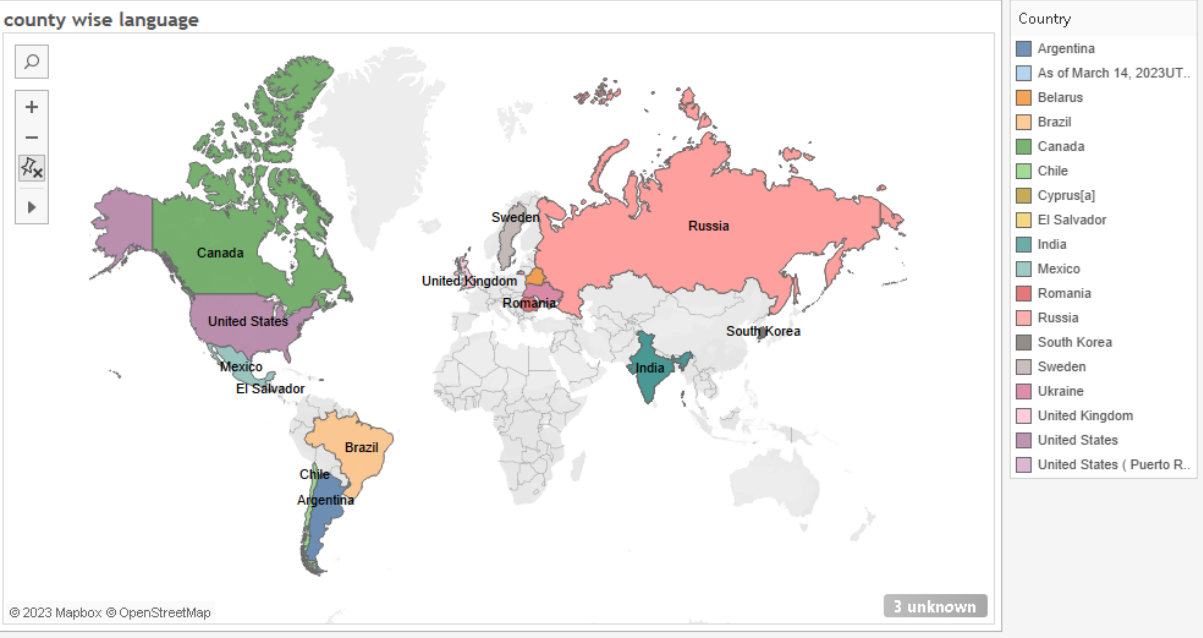 county wise language
Canada
United States
Mexico
El Salvador
Brazil
Chile
Argentina
Sweden
United Kingdom
Romania
Russia
South Korea
India
© 2023 Mapbox © OpenStreetMap
3 unknown
Country
Argentina
As of March 14, 2023UT..
Belarus
Brazil
Canada
Chile
Cyprus[a]
El Salvador
India
Mexico
Romania
Russia
South Korea
Sweden
Ukraine
United Kingdom
United States
United States ( Puerto R..